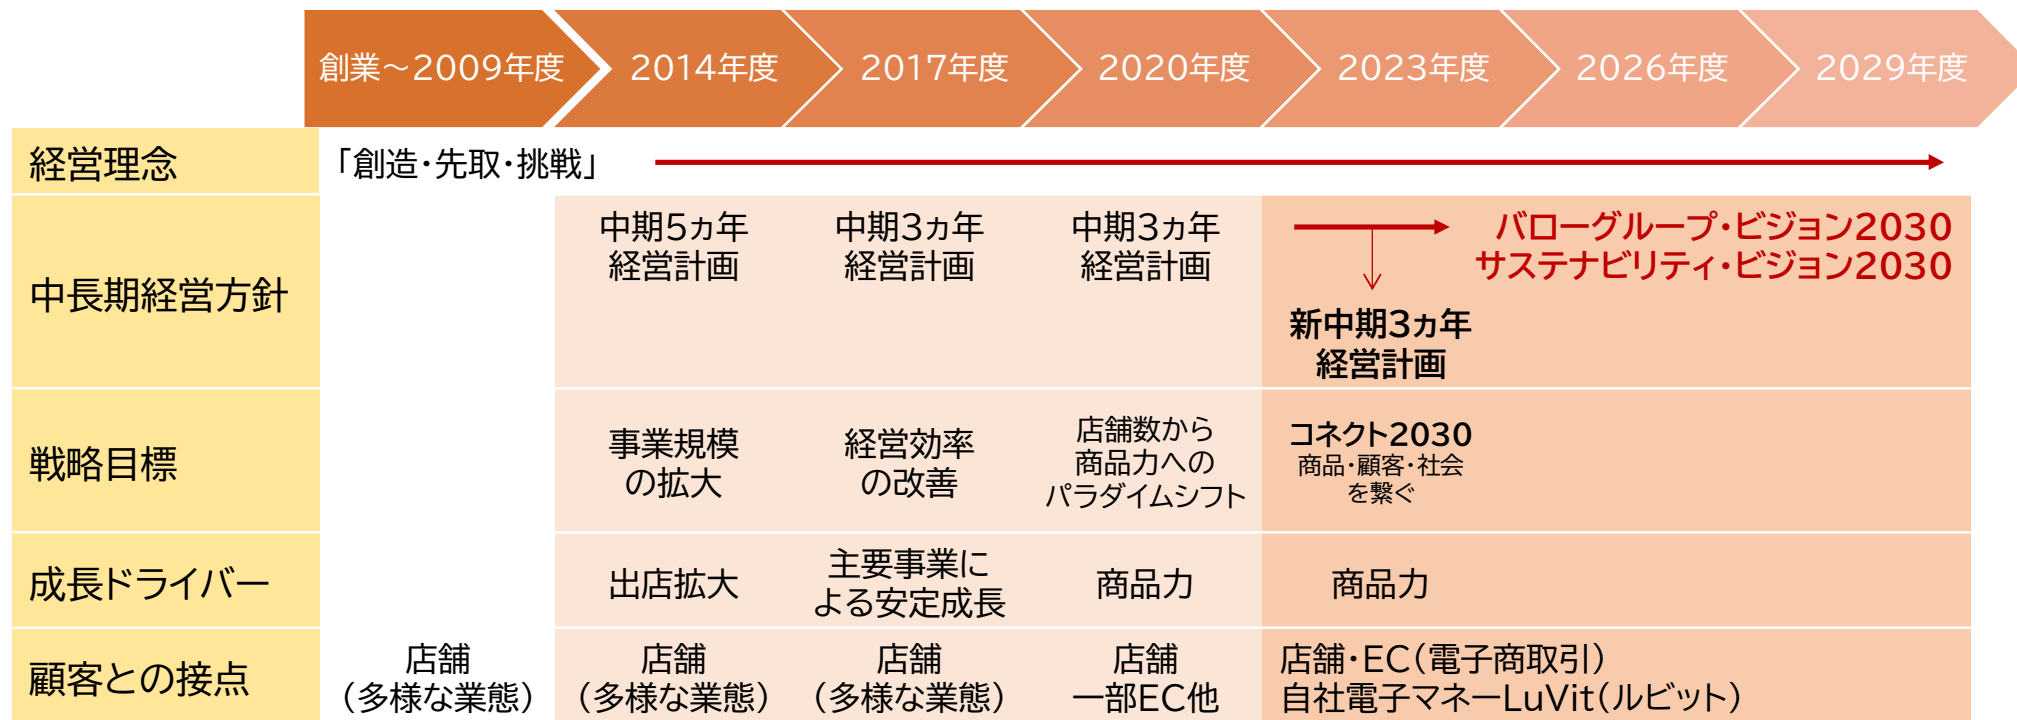 創業～2009年度
2014年度
2017年度
2020年度
2023年度
2026年度
2029年度
経営理念
「創造・先取・挑戦」
中長期経営方針
中期5ヵ年
経営計画
中期3ヵ年
経営計画
中期3ヵ年
経営計画
バローグループ・ビジョン2030
サステナビリティ・ビジョン2030
新中期3ヵ年
経営計画
戦略目標
事業規模
の拡大
経営効率
の改善
店舗数から
商品力への
パラダイムシフト
コネクト2030
商品・顧客・社会
を繋ぐ
成長ドライバー
出店拡大
主要事業に
よる安定成長
商品力
商品力
顧客との接点
店舗
（多様な業態）
店舗
（多様な業態）
店舗
（多様な業態）
店舗
一部EC他
店舗・EC（電子商取引）
自社電子マネーLuVit（ルビット）